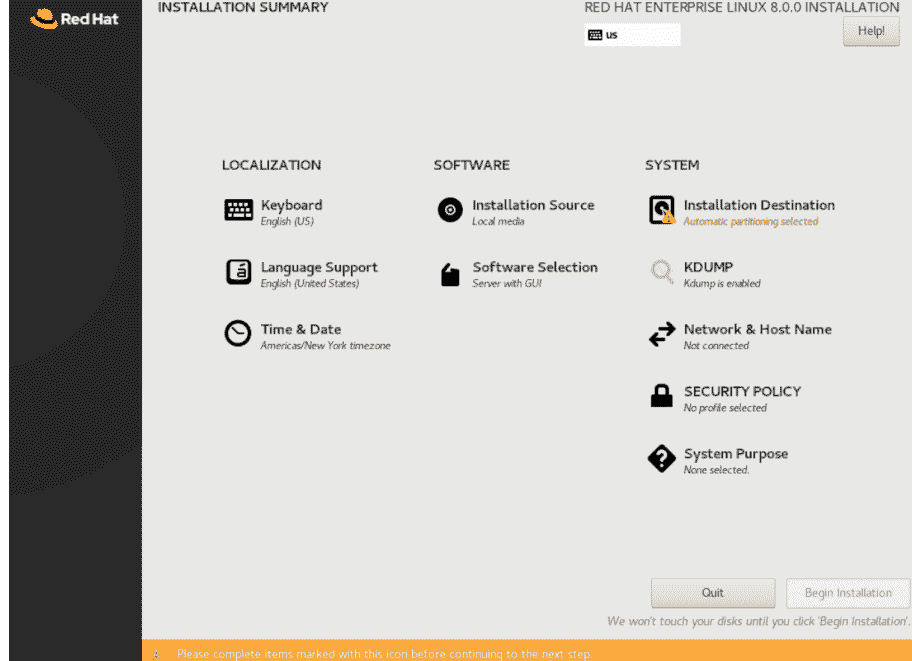 Red Hat
INSTALLATION SUMMARY
RED HAT ENTERPRISE LINUX 8.0.0 INSTALLATION
us
Help!
LOCALIZATION
Keyboard
English (US)
Language Support
English (United States)
Time & Date
Americas/New York timezone
SOFTWARE
Installation Source
Local media
Software Selection
Server with GUI
SYSTEM
Installation Destination
Automatic partitioning selected
KDUMP
Kdump is enabled
Network & Host Name
Not connected
SECURITY POLICY
No profile selected
System Purpose
None selected.
Quit
Begin Installation
We won't touch your disks until you click 'Begin Installation'.
Please complete items marked with this icon before continuing to the next step.